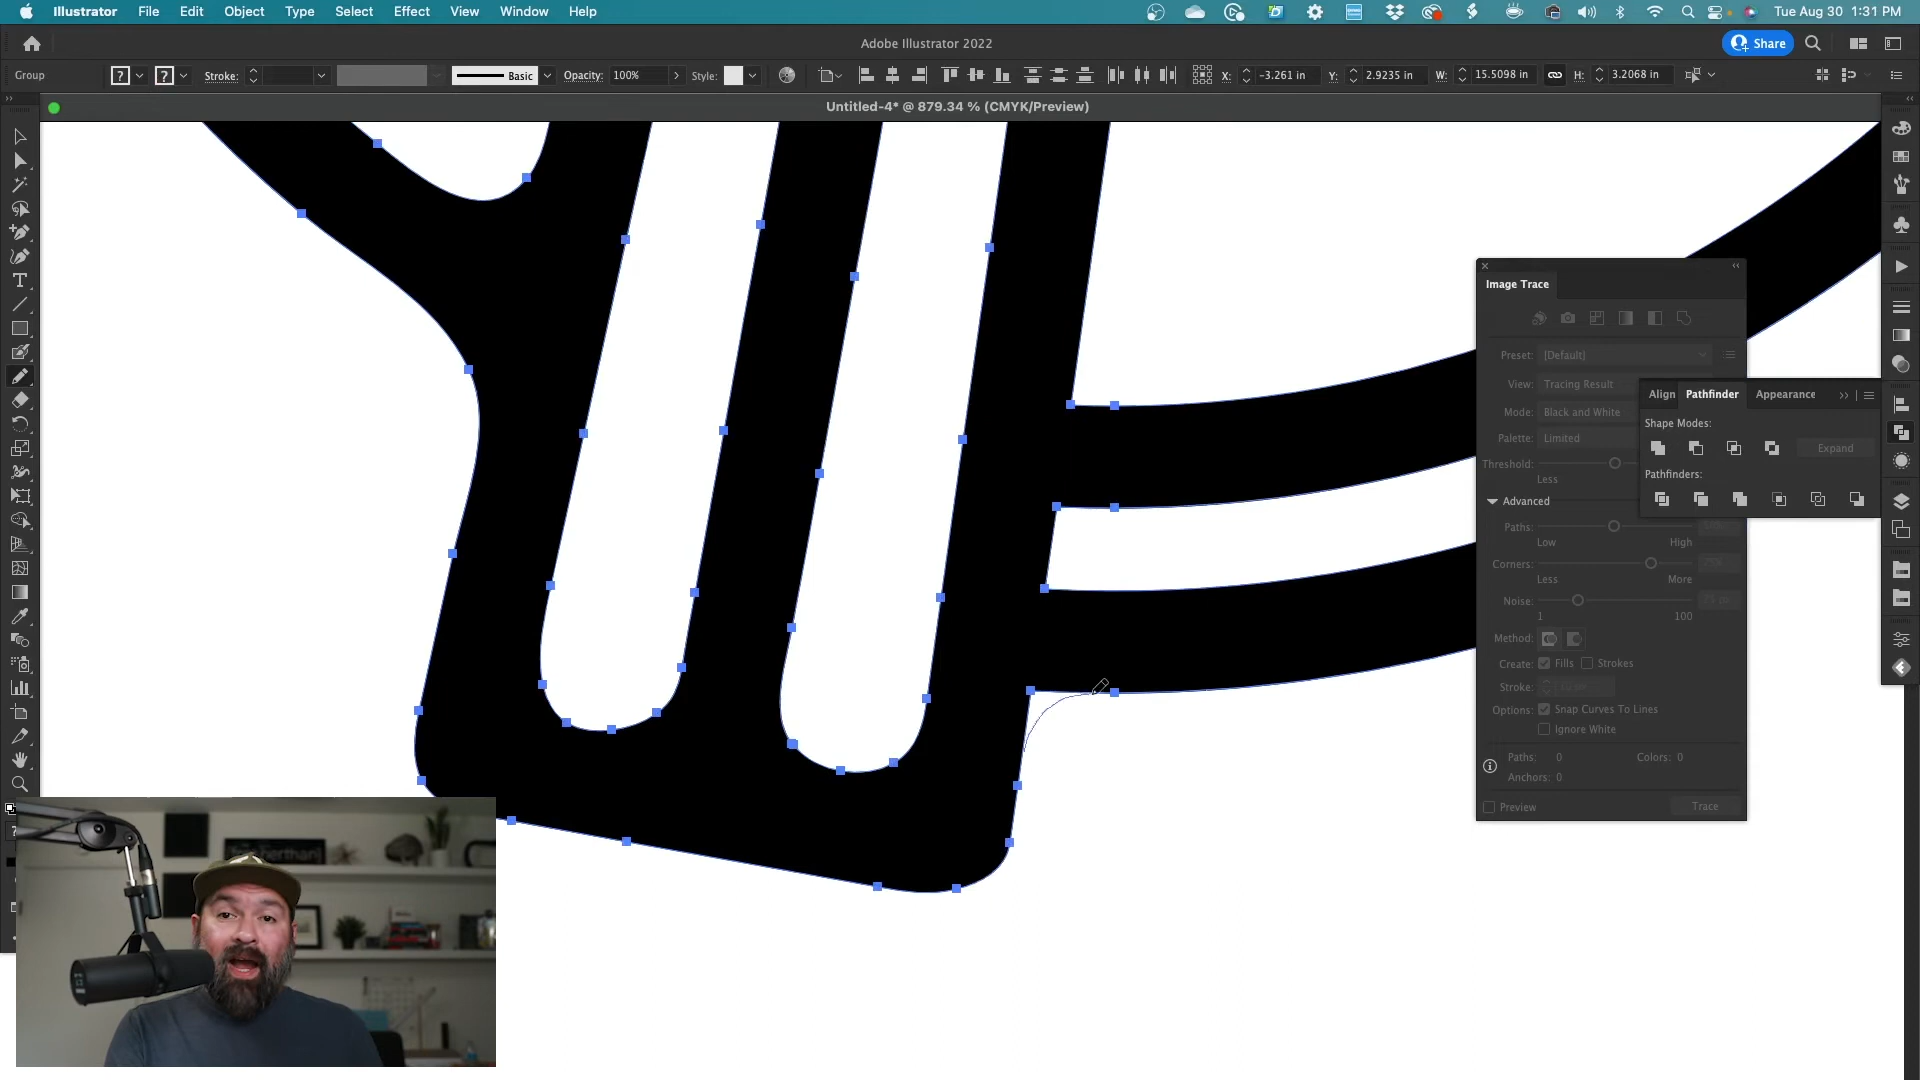 Illustrator File Edit Object Type Select Effect View Window Help
Tue Aug 30 1:31 PM
Adobe Illustrator 2022
Share
Group
? ? Stroke: Basic Opacity: 100% Style: X: -3.261 in Y: 2.9235 in W: 15.5098 in H: 3.2068 in
Untitled-4* @ 879.34 % (CMYK/Preview)
Image Trace
Preset: [Default]
View: Tracing Result
Mode: Black and White
Palette: Limited
Threshold:
Less
Advanced
Paths:
Low High
Corners:
Less More
Noise:
1 100
Method:
Create: Fills Strokes
Stroke:
Options: Snap Curves To Lines
Ignore White
Paths: 0 Colors: 0
Anchors: 0
Preview Trace
Align Pathfinder Appearance
Shape Modes:
Expand
Pathfinders: